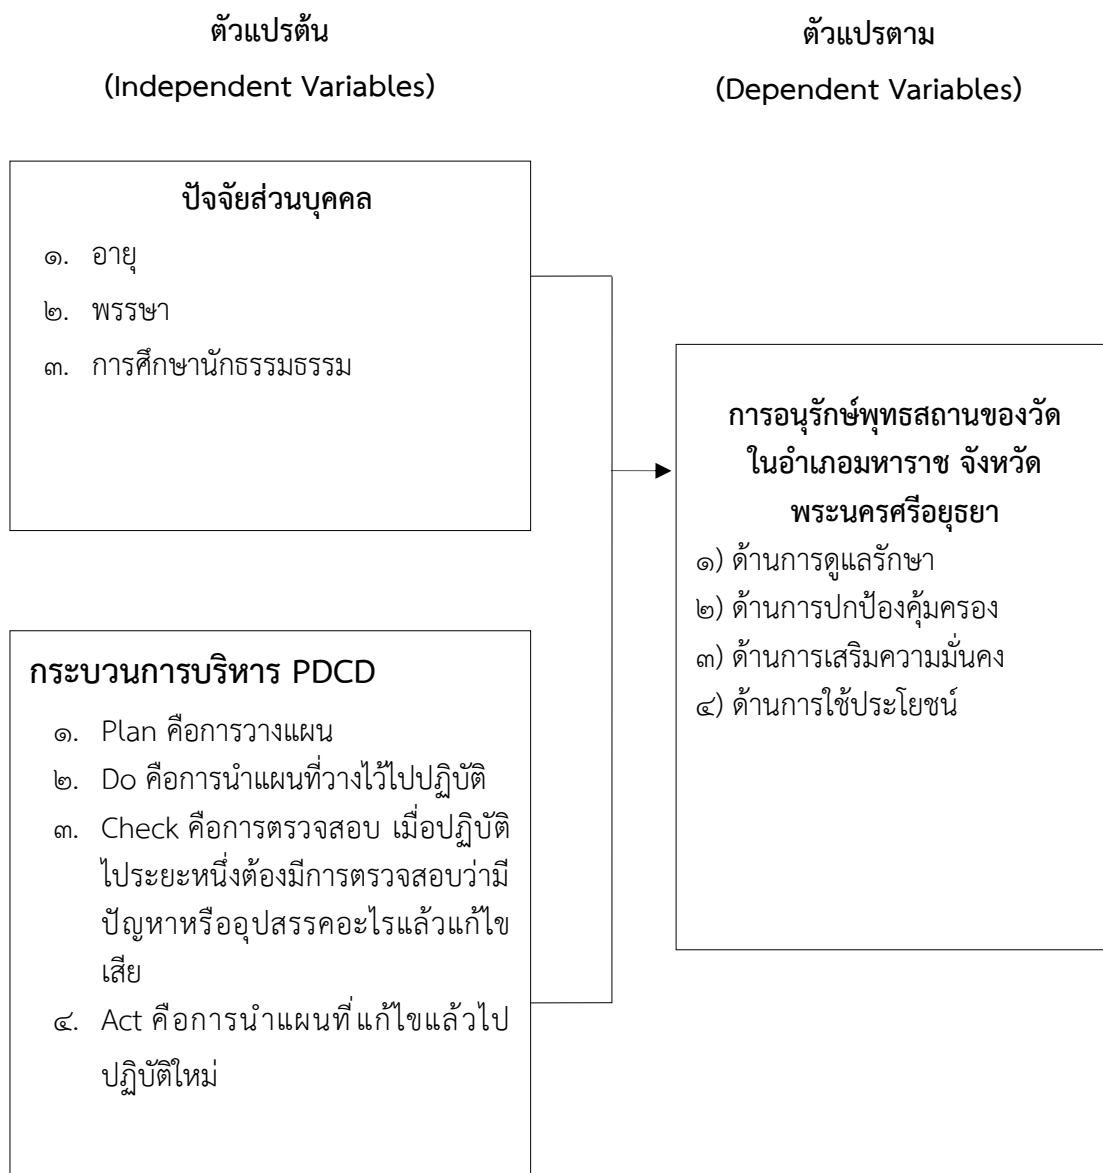 ตัวแปรต้น
(Independent Variables)
ตัวแปรตาม
(Dependent Variables)
ปัจจัยส่วนบุคคล
๑. อายุ
๒. พรรษา
๓. การศึกษานักธรรมธรรม
กระบวนการบริหาร PDCD
๑. Plan คือการวางแผน
๒. Do คือการนำแผนที่วางไว้ไปปฏิบัติ
๓. Check คือการตรวจสอบ เมื่อปฏิบัติ
ไประยะหนึ่งต้องมีการตรวจสอบว่ามี
ปัญหาหรืออุปสรรคอะไรแล้วแก้ไข
เสีย
๔. Act คือการนำแผนที่แก้ไขแล้วไป
ปฏิบัติใหม่
การอนุรักษ์พุทธสถานของวัด
ในอำเภอมหาราช จังหวัด
พระนครศรีอยุธยา
๑) ด้านการดูแลรักษา
๒) ด้านการปกป้องคุ้มครอง
๓) ด้านการเสริมความมั่นคง
๔) ด้านการใช้ประโยชน์